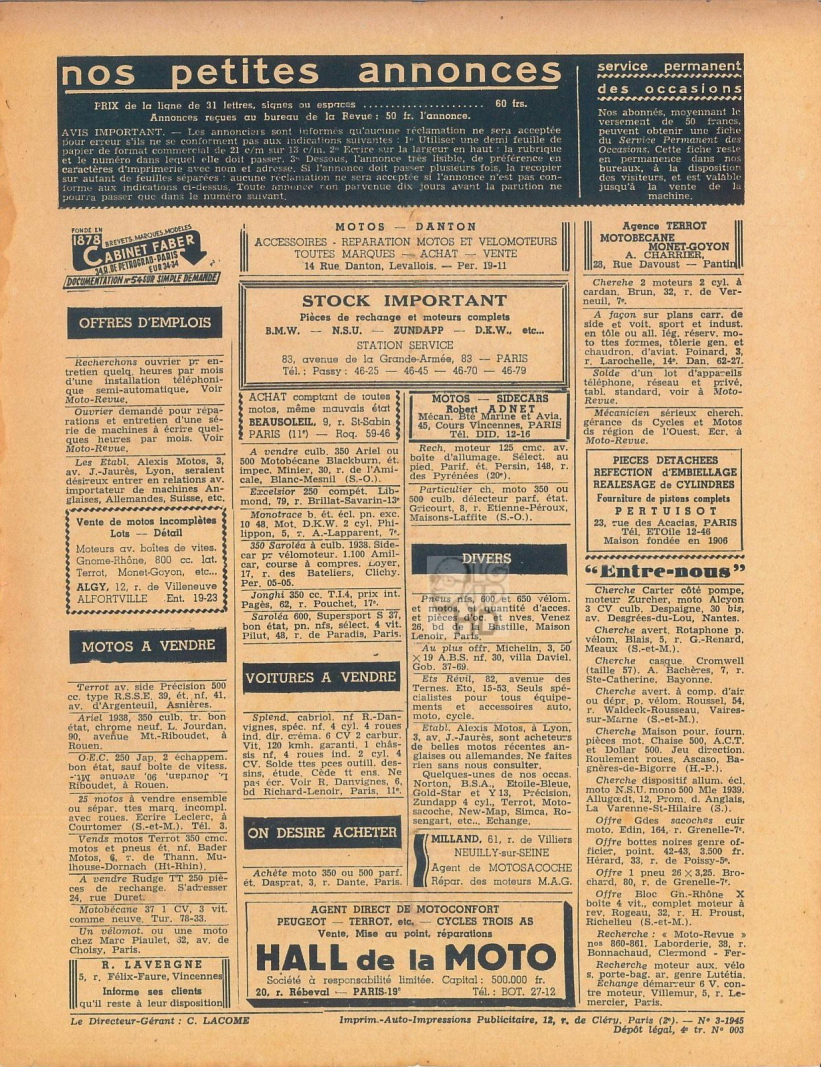 nos petites annonces
PRIX de la ligne de 31 lettres, signes ou espaces ..................... 60 frs.
Annonces reçues au bureau de la Revue : 50 fr. l'annonce.
AVIS IMPORTANT. — Les annonciers sont informés qu'aucune réclamation ne sera acceptée
pour erreur s'ils ne se conforment pas aux indications suivantes : 1° Utiliser une demi feuille de
papier de format commercial de 21 c/m sur 13 c/m. 2° Ecrire sur la largeur en haut : la rubrique
et le numéro dans lequel elle doit passer. 3° Dessous, l'annonce très lisible, de préférence en
caractères d'imprimerie avec nom et adresse. Si l'annonce doit passer plusieurs fois, la recopier
sur autant de feuilles séparées : aucune réclamation ne sera acceptée si l'annonce n'est pas con-
forme aux indications ci-dessus. Toute annonce non parvenue dix jours avant la parution ne
pourra passer que dans le numéro suivant.
service permanent
des occasions
Nos abonnés, moyennant le
versement de 50 francs,
peuvent obtenir une fiche
du Service Permanent des
Occasions. Cette fiche reste
en permanence dans nos
bureaux, à la disposition
des visiteurs, et est valable
jusqu'à la vente de la
machine.
FONDÉ EN
1878
BREVETS, MARQUES, MODELES
CABINET FABER
34, R. DE PETROGRAD - PARIS
EUR 34-34
DOCUMENTATION N° 54 SUR SIMPLE DEMANDE
OFFRES D'EMPLOIS
Recherchons ouvrier pr en-
tretien quelq. heures par mois
d'une installation téléphoni-
que semi-automatique. Voir
Moto-Revue.
Ouvrier demandé pour répa-
rations et entretien d'une sé-
rie de machines à écrire quel-
ques heures par mois. Voir
Moto-Revue.
Les Etabl. Alexis Motos, 3,
av. J.-Jaurès, Lyon, seraient
désireux entrer en relations av.
importateur de machines An-
glaises, Allemandes, Suisse, etc.
Vente de motos incomplètes
Lots — Détail
Moteurs av. boîtes de vites.
Gnome-Rhône, 800 cc. lat.
Terrot, Monet-Goyon, etc...
ALGY, 12, r. de Villeneuve
ALFORTVILLE Ent. 19-23
MOTOS A VENDRE
Terrot av. side Précision 500
cc. type R.S.S.E. 39, ét. nf, 41,
av. d'Argenteuil, Asnières.
Ariel 1938, 350 culb. tr. bon
état, chrome neuf. L. Jourdan,
90, avenue Mt.-Riboudet, à
Rouen.
O.E.C. 250 Jap. 2 échappem.
bon état, sauf boîte de vitess.
L. Jourdan, 90, avenue Mt.-
Riboudet, à Rouen.
25 motos à vendre ensemble
ou sépar. ttes marq. incompl.
avec roues. Ecrire Leclerc, à
Courtomer (S.-et-M.). Tél. 3.
Vends motos Terrot 350 cmc.
motos et pneus ét. nf. Bader
Motos, 6, r. de Thann, Mu-
lhouse-Dornach (Ht-Rhin).
A vendre Rudge TT 250 piè-
ces de rechange. S'adresser
24, rue Duret.
Motobécane 37 1 CV, 3 vit.
comme neuve. Tur. 78-33.
Un vélomot. ou une moto
chez Marc Piaulet, 32, av. de
Choisy, Paris.
R. LAVERGNE
5, r. Félix-Faure, Vincennes
Informe ses clients
qu'il reste à leur disposition
MOTOS — DANTON
ACCESSOIRES - REPARATION MOTOS ET VELOMOTEURS
TOUTES MARQUES — ACHAT — VENTE
14 Rue Danton, Levallois. — Per. 19-11
STOCK IMPORTANT
Pièces de rechange et moteurs complets
B.M.W. — N.S.U. — ZUNDAPP — D.K.W., etc...
STATION SERVICE
83, avenue de la Grande-Armée, 83 — PARIS
Tél. : Passy : 46-25 — 46-45 — 46-70 — 46-79
ACHAT comptant de toutes
motos, même mauvais état
BEAUSOLEIL, 9, r. St-Sabin
PARIS (11e) — Roq. 59-46
A vendre culb. 350 Ariel ou
500 Motobécane Blackburn, ét.
impec. Minier, 30, r. de l'Ami-
cale, Blanc-Mesnil (S.-O).
Excelsior 250 compét. Lib-
mond, 79, r. Brillat-Savarin-13e
Monotrace b. ét. écl. pn. exc.
10 48, Mot. D.K.W. 2 cyl. Phi-
lippon, 5, r. A.-Lapparent, 7e.
350 Saroléa à culb. 1938. Side-
car pr vélomoteur. 1.100 Amil-
car, course à comptes. Loyer,
17, r. des Bateliers, Clichy.
Per. 05-05.
Jonghi 350 cc. T.I.4, prix int.
Pagès, 62, r. Pouchet, 17e.
Saroléa 600, Supersport S 37,
bon état, pn. nfs, sélect. 4 vit.
Pilut, 48, r. de Paradis, Paris.
VOITURES A VENDRE
Splend. cabriol. nf R.-Dan-
vignes, spéc. nf. 4 cyl. 4 roues
ind. dir. créma. 6 CV 2 carbur.
Vit. 120 kmh. garanti. 1 châs-
sis nf, 4 roues ind. 2 cyl. 4
CV. Solde ttes pces outill. des-
sins, étude. Cède tt ens. Ne
pas écr. Voir R. Danvignes, 6,
bd Richard-Lenoir, Paris, 11e.
ON DESIRE ACHETER
Achète moto 350 ou 500 parf.
ét. Dasprat, 3, r. Dante, Paris.
MOTOS — SIDECARS
Robert ADNET
Mécan. Bté Marine et Avia.
45, Cours Vincennes, PARIS
Tél. DID. 12-16
Rech. moteur 125 cmc. av.
boîte d'allumage. Sélect. au
pied. Parif. ét. Persin, 148, r.
des Pyrénées (20e).
Particulier ch. moto 350 ou
500 culb. délecteur parf. état.
Gricourt, 8, r. Etienne-Péroux,
Maisons-Laffite (S.-O.).
DIVERS
Pneus nfs, 600 et 650 vélom.
et mot. quantité d'acces.
et pièces et nves. Venez
26, bd de la Bastille, Maison
Lenoir, Paris.
Au plus offr. Michelin, 3, 50
× 19 A.B.S. nf. 30, villa Daviel.
Gob. 37-69.
Ets Révil, 82, avenue des
Ternes. Eto. 15-53, Seuls spé-
cialistes pour tous équipe-
ments et accessoires auto,
moto, cycle.
Etabl. Alexis Motos, à Lyon,
3, av. J.-Jaurès, sont acheteurs
de belles motos récentes an-
glaises ou allemandes. Ne faites
rien sans nous consulter.
Quelques-unes de nos occas.
Norton, B.S.A., Etoile-Bleue,
Gold-Star et Y 13, Précision,
Zundapp 4 cyl., Terrot, Moto-
sacoche, New-Map, Simca, Ro-
sengart, etc... Echange.
MILLAND, 61, r. de Villiers
NEUILLY-sur-SEINE
Agent de MOTOSACOCHE
Répar. des moteurs M.A.G.
AGENT DIRECT DE MOTOCONFORT
PEUGEOT — TERROT, etc. — CYCLES TROIS AS
Vente, Mise au point, réparations
HALL de la MOTO
Société à responsabilité limitée. Capital : 500.000 fr.
20, r. Rébeval — PARIS-19e Tél. : BOT. 27-12
Agence TERROT
MOTOBECANE
MONET-GOYON
A. CHARRIER,
28, Rue Davoust — Pantin
Cherche 2 moteurs 2 cyl. à
cardan. Brun, 32, r. de Ver-
neuil, 7e.
A façon sur plans carr. de
side et voit. sport et indust.
en tôle ou all. lég. réserv. mo-
to ttes formes, tôlerie gen. et
chaudron. d'aviat. Poinard, 3,
r. Larochelle, 14e. Dan. 62-27.
Solde d'un lot d'appareils
téléphone, réseau et privé,
tabl. standard, voir à Moto-
Revue.
Mécanicien sérieux cherch.
gérance ds Cycles et Motos
ds région de l'Ouest. Ecr. à
Moto-Revue.
PIECES DETACHEES
REFECTION d'EMBIELLAGE
REALESAGE de CYLINDRES
Fourniture de pistons complets
PERTUISOT
23, rue des Acacias, PARIS
Tél. ETOile 12-46
Maison fondée en 1906
“Entre-nous”
Cherche Carter côté pompe,
moteur Zurcher, moto Alcyon
3 CV culb. Despaigne, 30 bis,
av. Desgrées-du-Lou, Nantes.
Cherche avert. Rotaphone p.
vélom. Blais, 5, r. G.-Renard,
Meaux (S.-et-M.).
Cherche casque. Cromwell
(taille 57). A. Bachères, 7, r.
Ste-Catherine, Bayonne.
Cherche avert. à comp. d'air
ou dépr. p. vélom. Roussel, 54,
r. Waldeck-Rousseau, Vaires-
sur-Marne (S.-et-M.).
Cherche Maison pour fourn.
pièces mot. Chaise 500, A.C.T.
et Dollar 500. Jeu direction.
Roulement roues, Ascaso, Ba-
gnères-de-Bigorre (H.-P.).
Cherche dispositif allum. écl.
moto N.S.U. mono 500 Mle 1939.
Allugœdt, 12, Prom. d. Anglais,
La Varenne-St-Hilaire (S.).
Offre Gdes sacoches cuir
moto. Edin, 164, r. Grenelle-7e.
Offre bottes noires genre of-
ficier, point. 42-43, 3.500 fr.
Hérard, 33, r. de Poissy-5e.
Offre 1 pneu 26 × 3,25. Bro-
chard, 80, r. de Grenelle-7e.
Offre Bloc Gn.-Rhône X
boîte 4 vit., complet moteur à
rev. Rogeau, 32, r. H. Proust,
Richelieu (S.-et-M.).
Recherche : « Moto-Revue »
nos 860-861. Laborderie, 38, r.
Bonnachaud, Clermond - Fer-
Recherche moteur aux. vélo
s. porte-bag. ar. genre Lutétia.
Echange démarreur 6 V. con-
tre moteur. Villemur, 5, r. Le-
mercier, Paris.
Le Directeur-Gérant : C. LACOME
Imprim.-Auto-Impressions Publicitaire, 12, r. de Cléry, Paris (2e). — N° 3-1945
Dépôt légal, 4e tr. N° 003